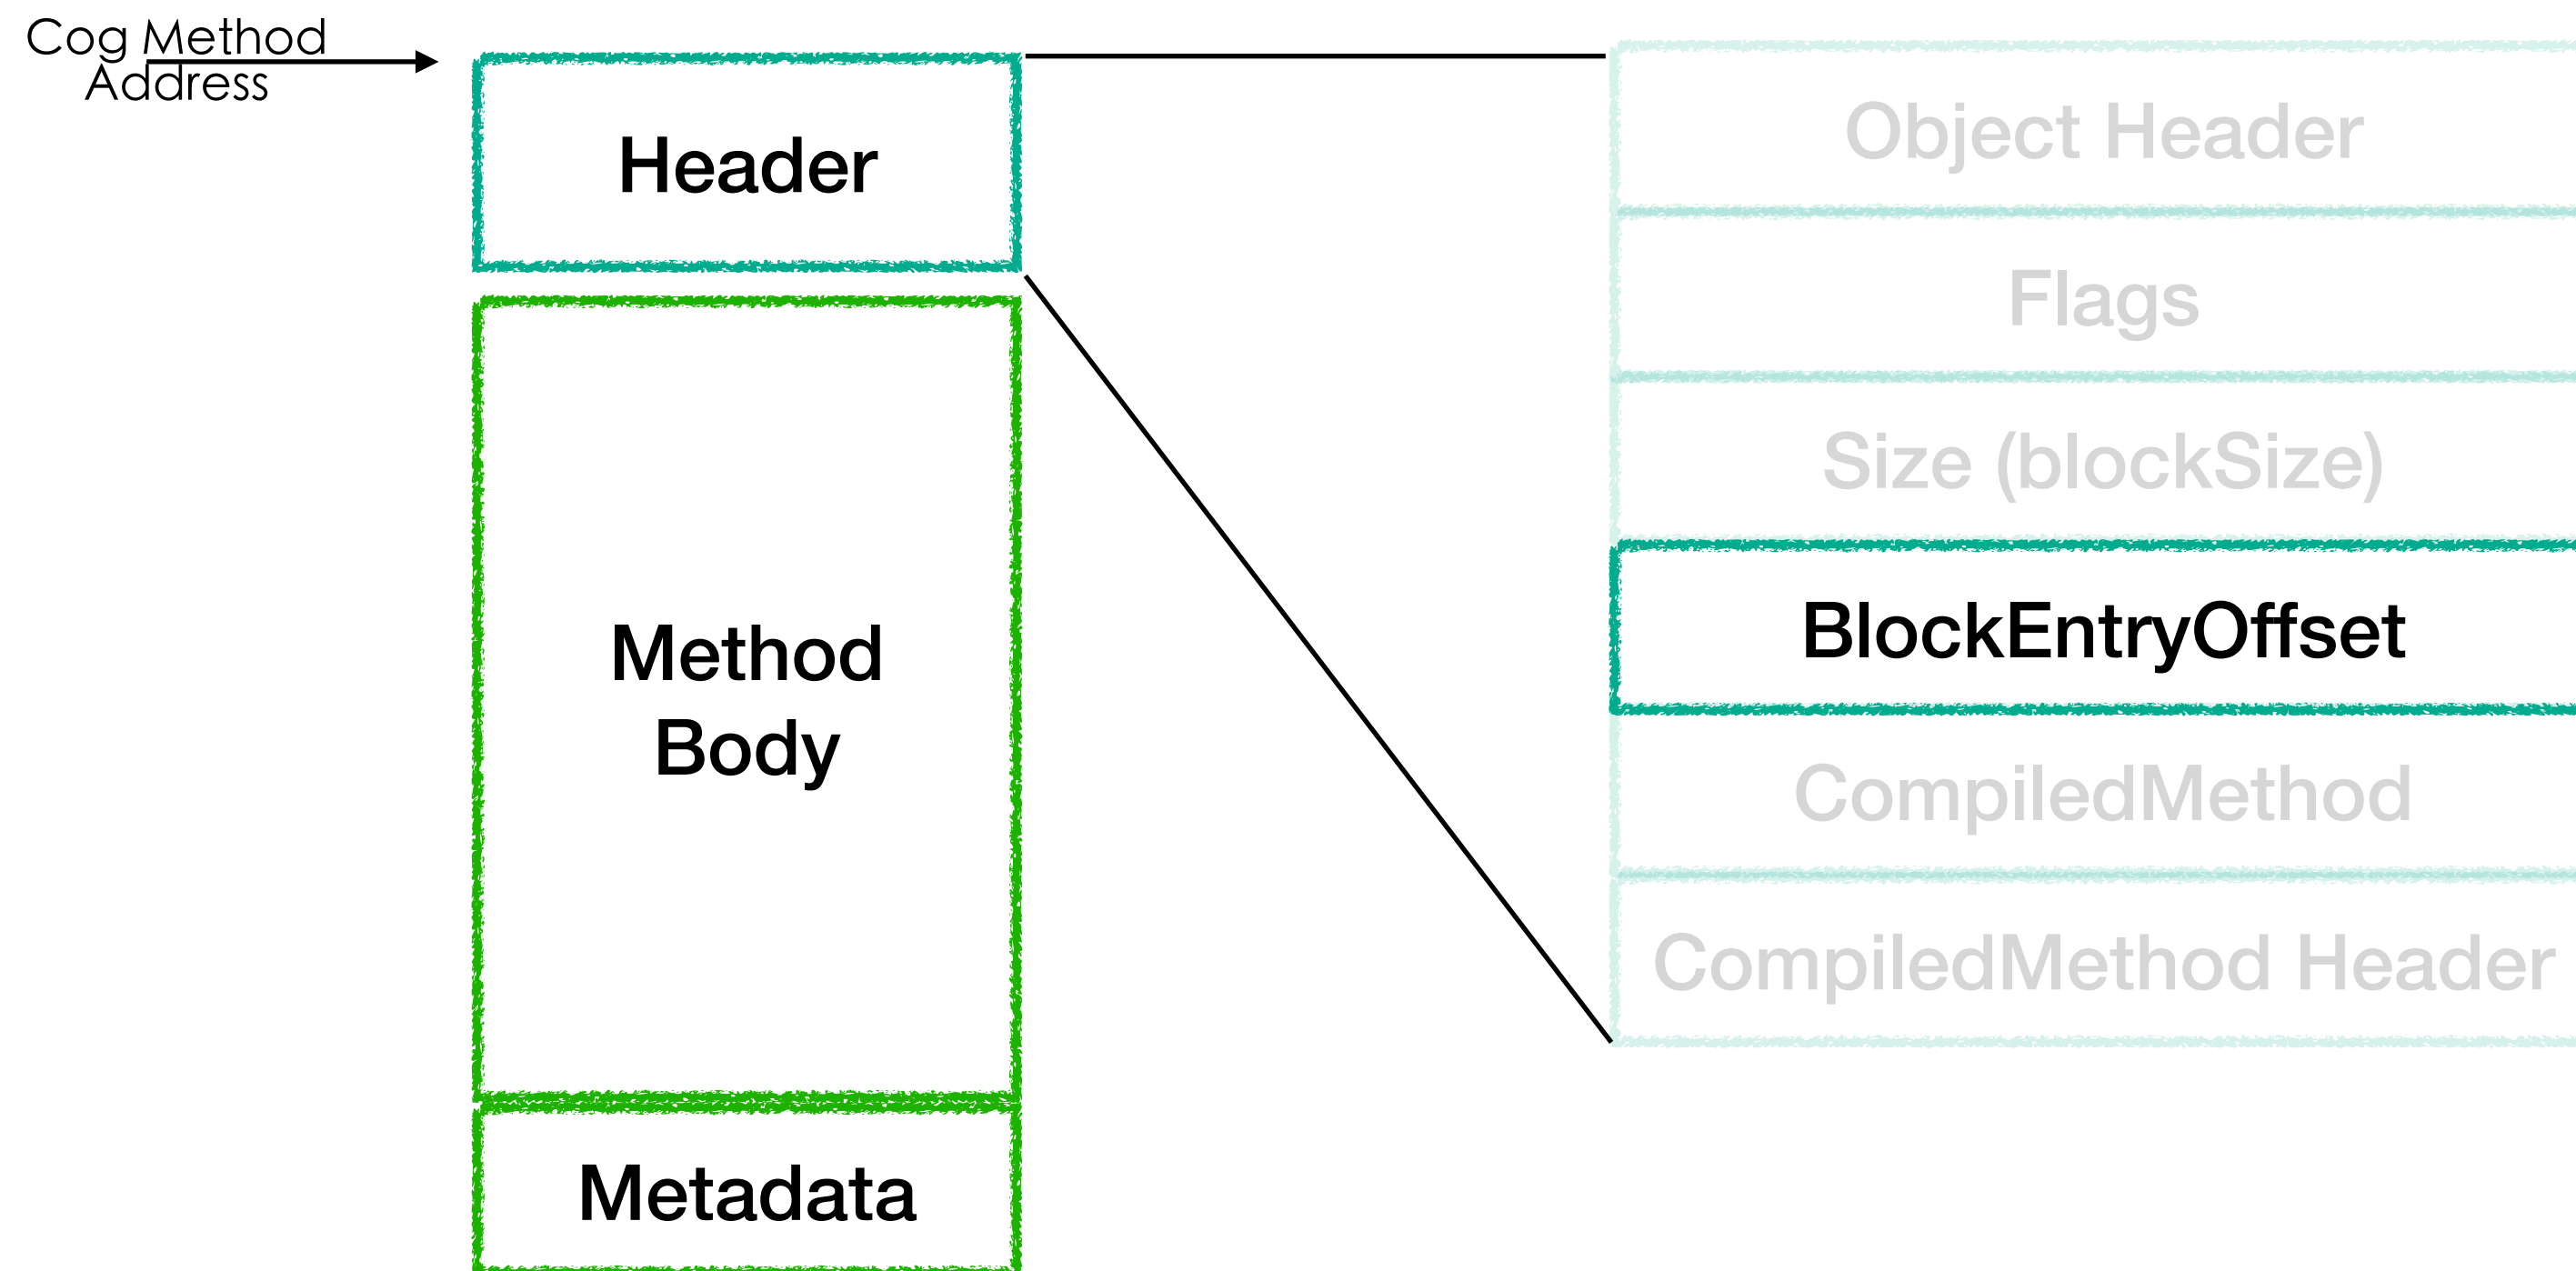 Cog Method
Address
Header
Method
Body
Metadata
Object Header
Flags
Size (blockSize)
BlockEntryOffset
CompiledMethod
CompiledMethod Header